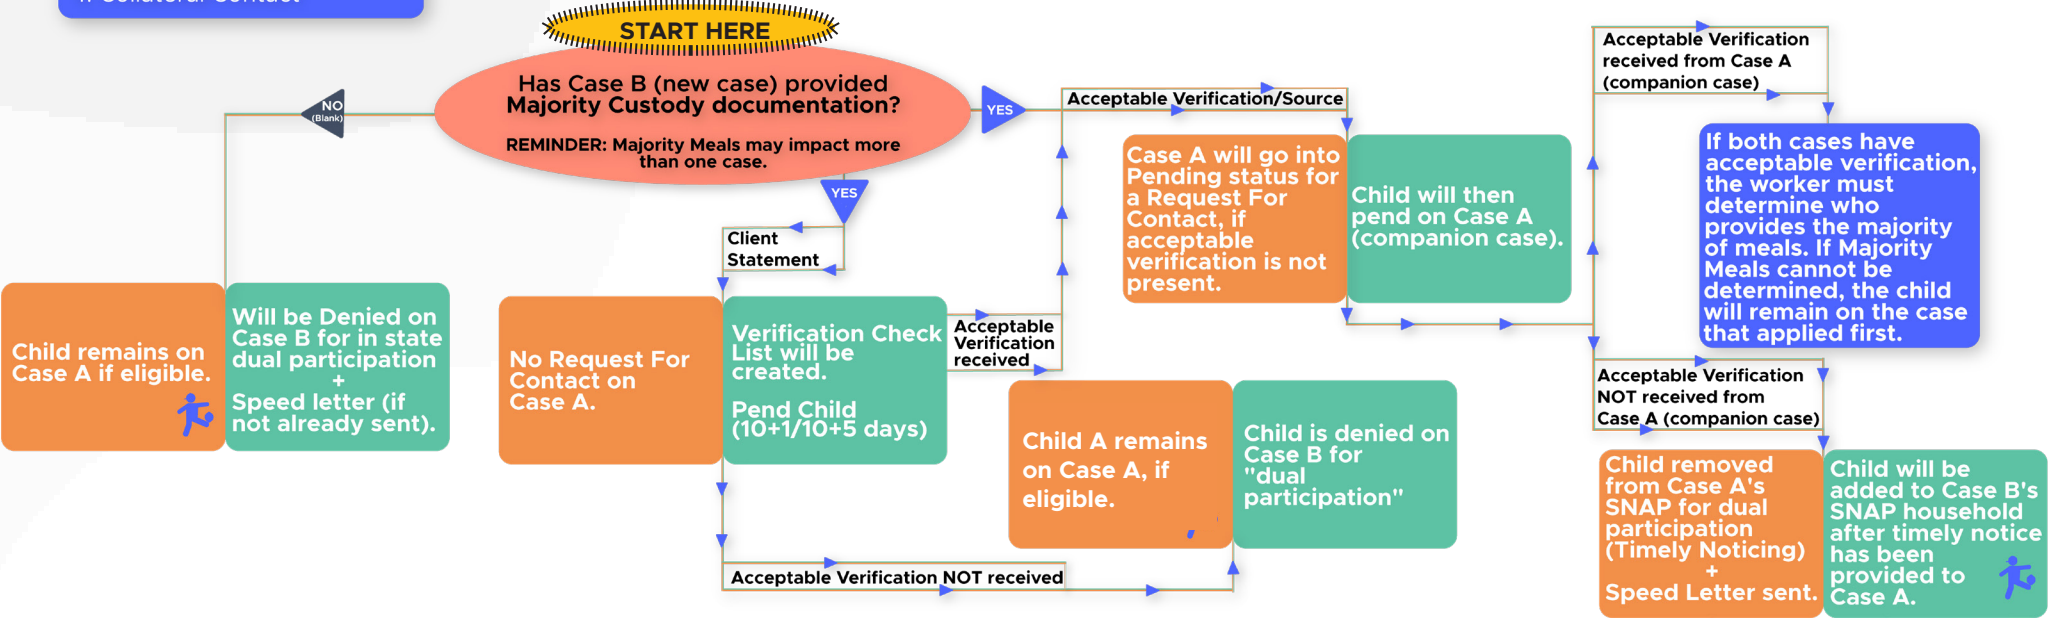 START HERE
Has Case B (new case) provided
Majority Custody documentation?
REMINDER: Majority Meals may impact more
than one case.
NO
(Blank)
Child remains on
Case A if eligible.
Will be Denied on
Case B for in state
dual participation
+
Speed letter (if
not already sent).
YES
Client
Statement
No Request For
Contact on
Case A.
Verification Check
List will be
created.
Pend Child
(10+1/10+5 days)
Acceptable
Verification
received
Acceptable Verification NOT received
Child A remains
on Case A, if
eligible.
Child is denied on
Case B for
"dual
participation"
YES
Acceptable Verification/Source
Case A will go into
Pending status for
a Request For
Contact, if
acceptable
verification is not
present.
Child will then
pend on Case A
(companion case).
Acceptable Verification
received from Case A
(companion case)
If both cases have
acceptable verification,
the worker must
determine who
provides the majority
of meals. If Majority
Meals cannot be
determined, the child
will remain on the case
that applied first.
Acceptable Verification
NOT received from
Case A (companion case)
Child removed
from Case A's
SNAP for dual
participation
(Timely Noticing)
+
Speed Letter sent.
Child will be
added to Case B's
SNAP household
after timely notice
has been
provided to
Case A.